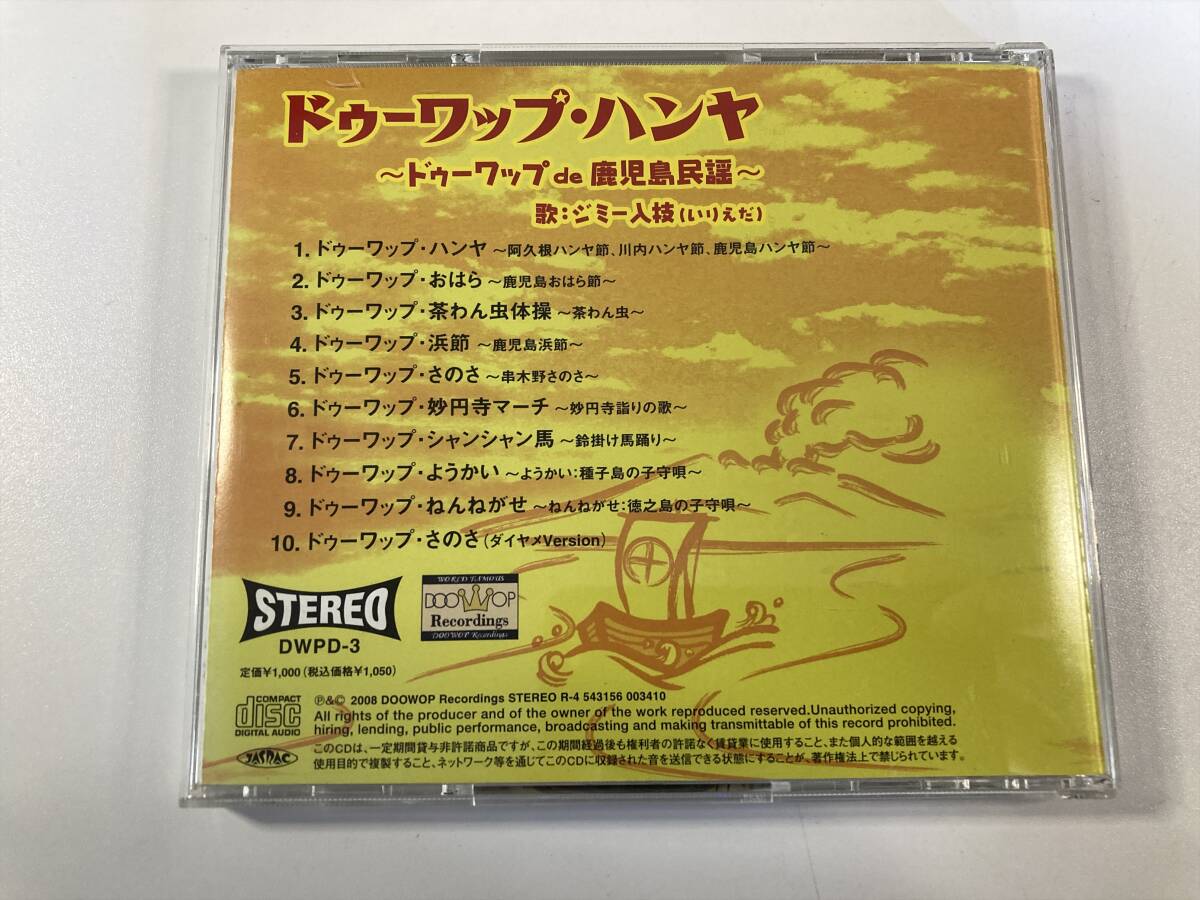 ドゥーワップ・ハンヤ
～ドゥーワップ de 鹿児島民謡～
歌：ジミー入枝(いりえだ)
1. ドゥーワップ・ハンヤ ～阿久根ハンヤ節、川内ハンヤ節、鹿児島ハンヤ節～
2. ドゥーワップ・おはら ～鹿児島おはら節～
3. ドゥーワップ・茶わん虫体操 ～茶わん虫～
4. ドゥーワップ・浜節 ～鹿児島浜節～
5. ドゥーワップ・さのさ ～串木野さのさ～
6. ドゥーワップ・妙円寺マーチ ～妙円寺詣りの歌～
7. ドゥーワップ・シャンシャン馬 ～鈴掛け馬踊り～
8. ドゥーワップ・ようかい ～ようかい：種子島の子守唄～
9. ドゥーワップ・ねんねがせ ～ねんねがせ：徳之島の子守唄～
10. ドゥーワップ・さのさ(ダイヤメVersion)
STEREO
DWPD-3
WORLD FAMOUS
DOOWOP
Recordings
DOOWOP Recordings
定価¥1,000（税込価格¥1,050）
COMPACT
disc
DIGITAL AUDIO
℗&© 2008 DOOWOP Recordings STEREO R-4 543156 003410
All rights of the producer and of the owner of the work reproduced reserved.Unauthorized copying,
hiring, lending, public performance, broadcasting and making transmittable of this record prohibited.
JASRAC
このCDは、一定期間貸与非許諾商品ですが、この期間経過後も権利者の許諾なく賃貸業に使用すること、また個人的な範囲を越える
使用目的で複製すること、ネットワーク等を通じてこのCDに収録された音を送信できる状態にすることが、著作権法上で禁じられています。